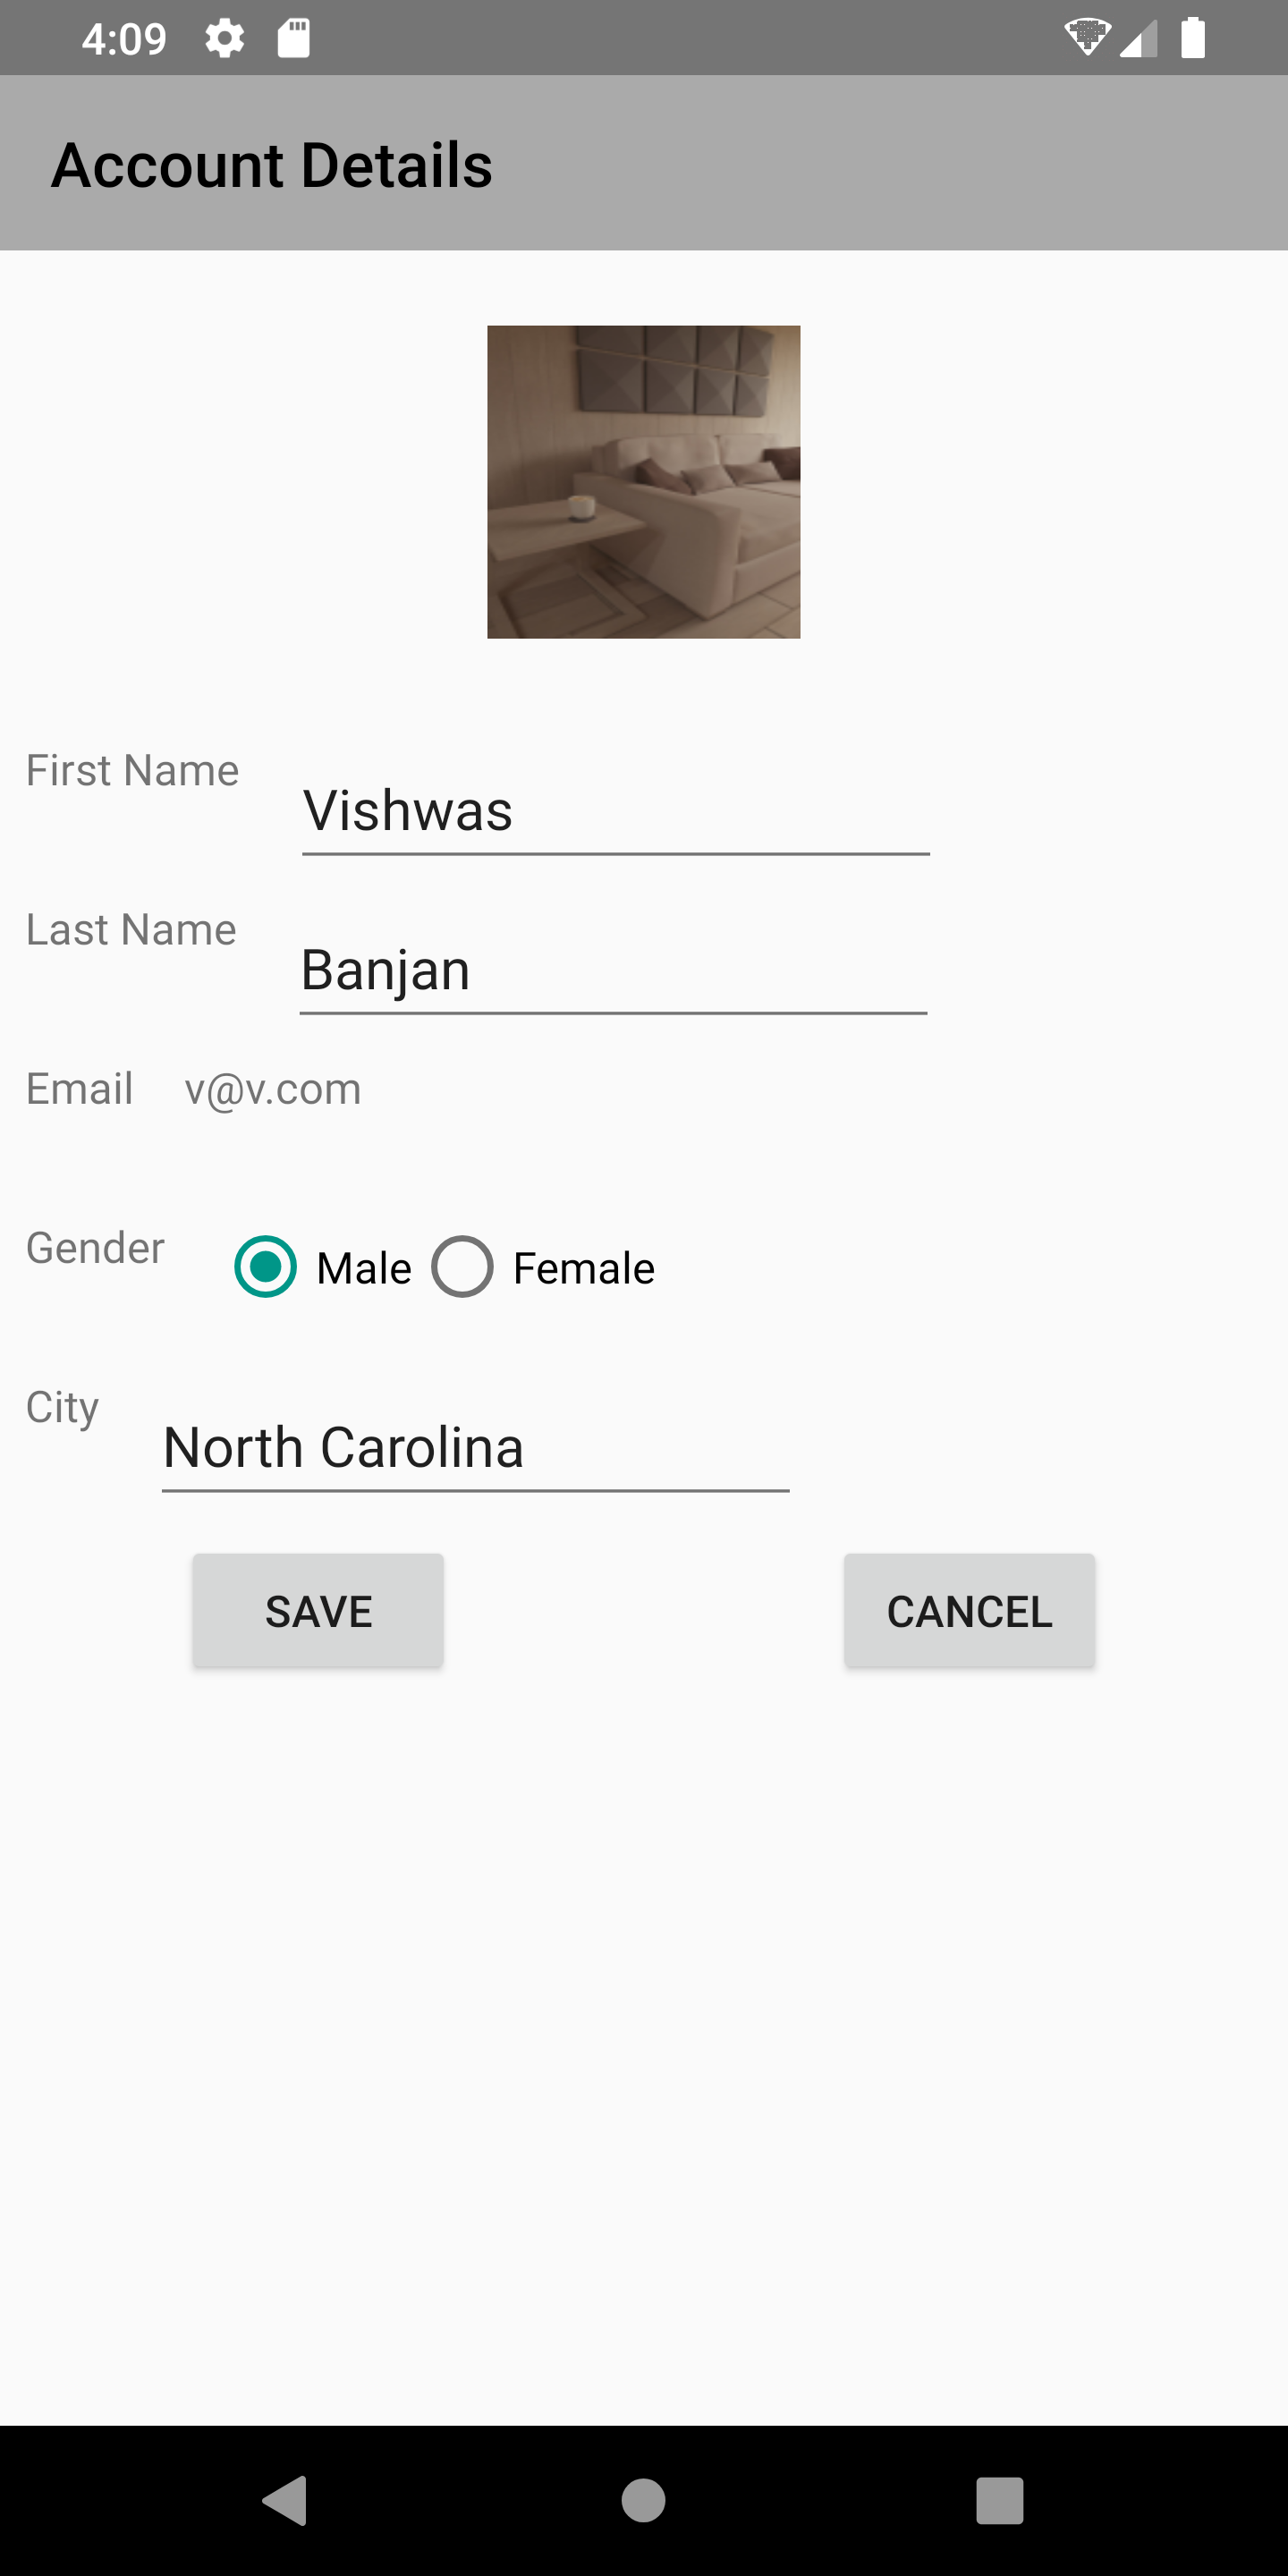 4:09
Account Details
First Name
Vishwas
Last Name
Banjan
Email v@v.com
Gender Male Female
City
North Carolina
SAVE CANCEL